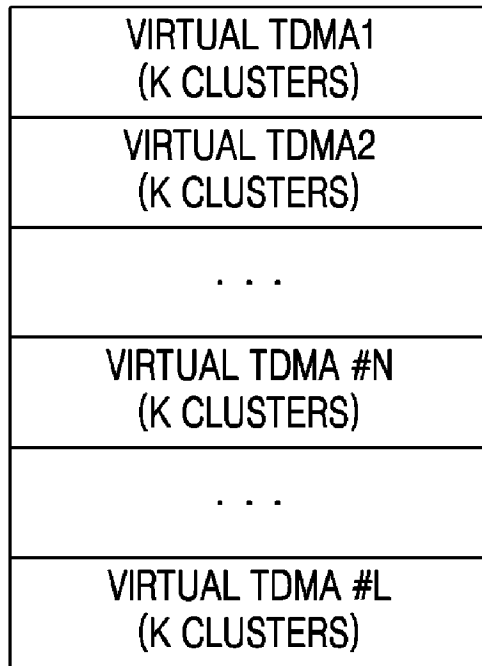 VIRTUAL TDMA1
(K CLUSTERS)
VIRTUAL TDMA2
(K CLUSTERS)
. . .
VIRTUAL TDMA #N
(K CLUSTERS)
. . .
VIRTUAL TDMA #L
(K CLUSTERS)